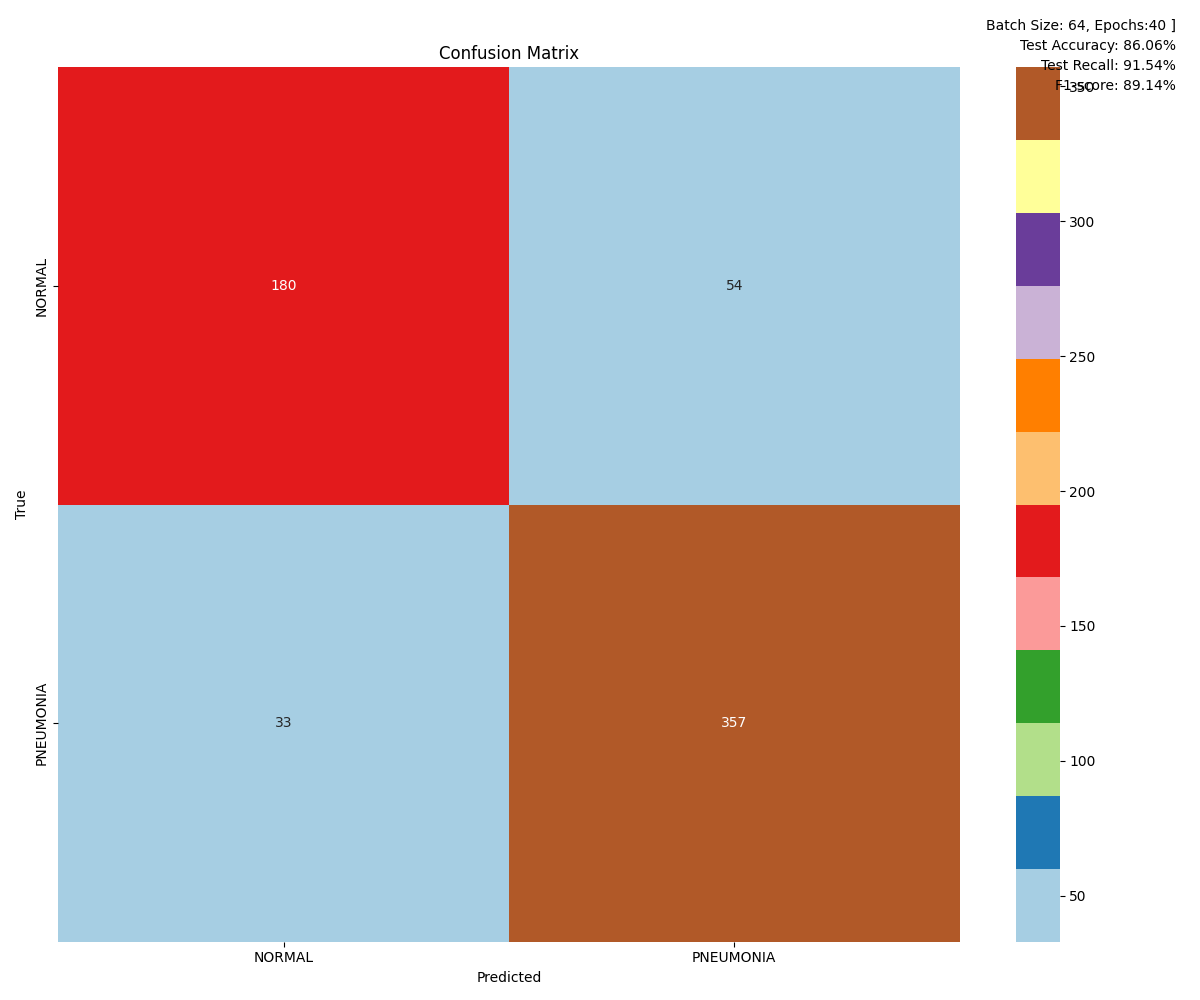 Batch Size: 64, Epochs:40 ]
Test Accuracy: 86.06%
Test Recall: 91.54%
F1 score: 89.14%
Confusion Matrix
350
300
250
200
150
100
50
True
NORMAL
180
54
PNEUMONIA
33
357
NORMAL
PNEUMONIA
Predicted